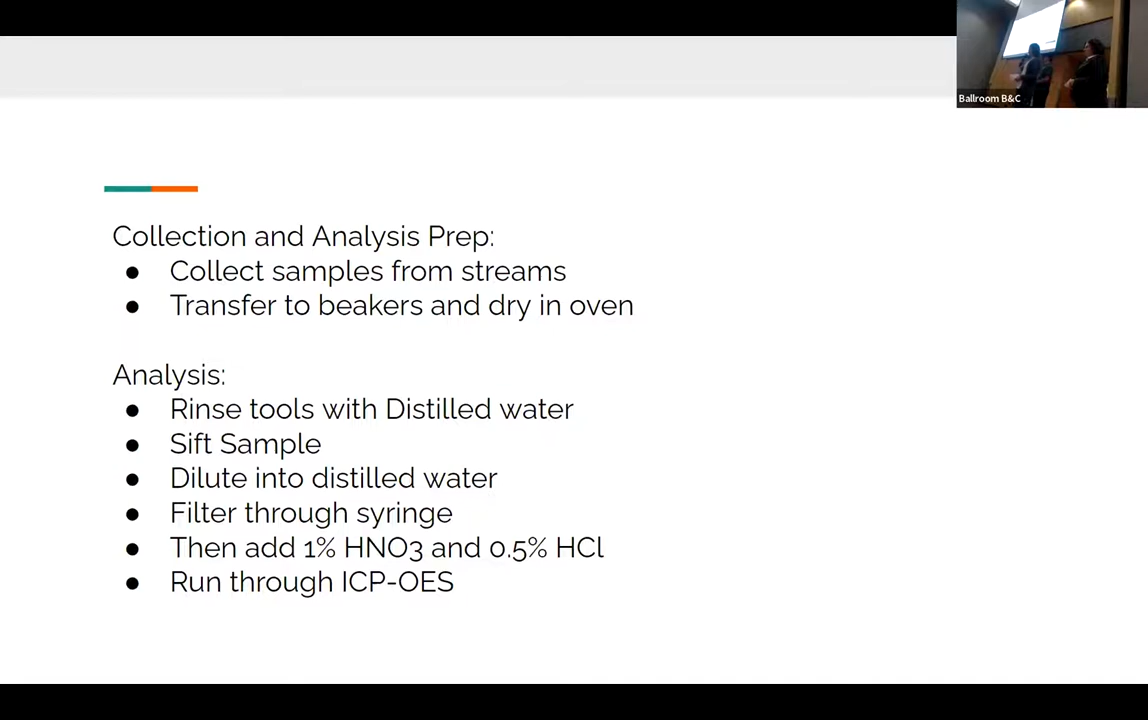 Ballroom B&C
Collection and Analysis Prep:
● Collect samples from streams
● Transfer to beakers and dry in oven
Analysis:
● Rinse tools with Distilled water
● Sift Sample
● Dilute into distilled water
● Filter through syringe
● Then add 1% HNO3 and 0.5% HCl
● Run through ICP-OES